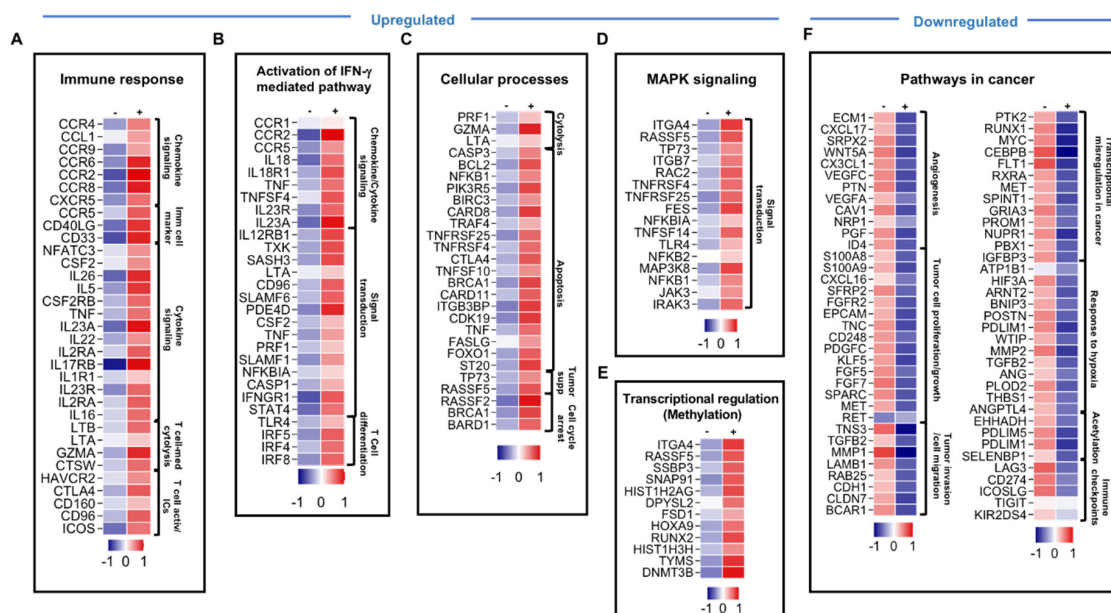 Upregulated
Downregulated
A
Immune response
- +
CCR4
CCL1
CCR9
CCR6
CCR2
CCR8
CXCR5
CCR5
CD40LG
CD33
NFATC3
CSF2
IL26
IL5
CSF2RB
TNF
IL23A
IL22
IL2RA
IL17RB
IL1R1
IL23R
IL2RA
IL16
LTB
LTA
GZMA
CTSW
HAVCR2
CTLA4
CD160
CD96
ICOS
Chemokine
signaling
Imm cell
marker
Cytokine signaling
T cell-med
cytolysis
T cell activ/
ICs
-1 0 1
B
Activation of IFN-γ
mediated pathway
- +
CCR1
CCR2
CCR5
IL18
IL18R1
TNF
TNFSF4
IL23R
IL23A
IL12RB1
TXK
SASH3
LTA
CD96
SLAMF6
PDE4D
CSF2
TNF
PRF1
SLAMF1
NFKBIA
CASP1
IFNGR1
STAT4
TLR4
IRF5
IRF4
IRF8
Chemokine/Cytokine
signaling
Signal
transduction
T Cell
differentiation
-1 0 1
C
Cellular processes
- +
PRF1
GZMA
LTA
CASP3
BCL2
NFKB1
PIK3R5
BIRC3
CARD8
TRAF4
TNFRSF25
TNFRSF4
CTLA4
TNFSF10
BRCA1
CARD11
ITGB3BP
CDK19
TNF
FASLG
FOXO1
ST20
TP73
RASSF5
RASSF2
BRCA1
BARD1
Cytolysis
Apoptosis
Tumor
supp
Cell cycle
arrest
-1 0 1
D
MAPK signaling
- +
ITGA4
RASSF5
TP73
ITGB7
RAC2
TNFRSF4
TNFRSF25
FES
NFKBIA
TNFSF14
TLR4
NFKB2
MAP3K8
NFKB1
JAK3
IRAK3
Signal
transduction
-1 0 1
E
Transcriptional regulation
(Methylation)
- +
ITGA4
RASSF5
SSBP3
SNAP91
HIST1H2AG
DPYSL2
FSD1
HOXA9
RUNX2
HIST1H3H
TYMS
DNMT3B
-1 0 1
F
Pathways in cancer
- +
ECM1
CXCL17
SRPX2
WNT5A
CX3CL1
VEGFC
PTN
VEGFA
CAV1
NRP1
PGF
ID4
S100A8
S100A9
CXCL16
SFRP2
FGFR2
EPCAM
TNC
CD248
PDGFC
KLF5
FGF5
FGF7
SPARC
MET
RET
TNS3
TGFB2
MMP1
LAMB1
RAB25
CDH1
CLDN7
BCAR1
Angiogenesis
Tumor cell proliferation/growth
Tumor invasion
/cell migration
-1 0 1
- +
PTK2
RUNX1
MYC
CEBPB
FLT1
RXRA
MET
SPINT1
GRIA3
PROM1
NUPR1
PBX1
IGFBP3
ATP1B1
HIF3A
ARNT2
BNIP3
POSTN
PDLIM1
WTIP
MMP2
TGFB2
ANG
PLOD2
THBS1
ANGPTL4
EHHADH
PDLIM5
PDLIM1
SELENBP1
LAG3
CD274
ICOSLG
TIGIT
KIR2DS4
Transcriptional
misregulation in cancer
Response to hypoxia
Acetylation
Immune
checkpoints
-1 0 1